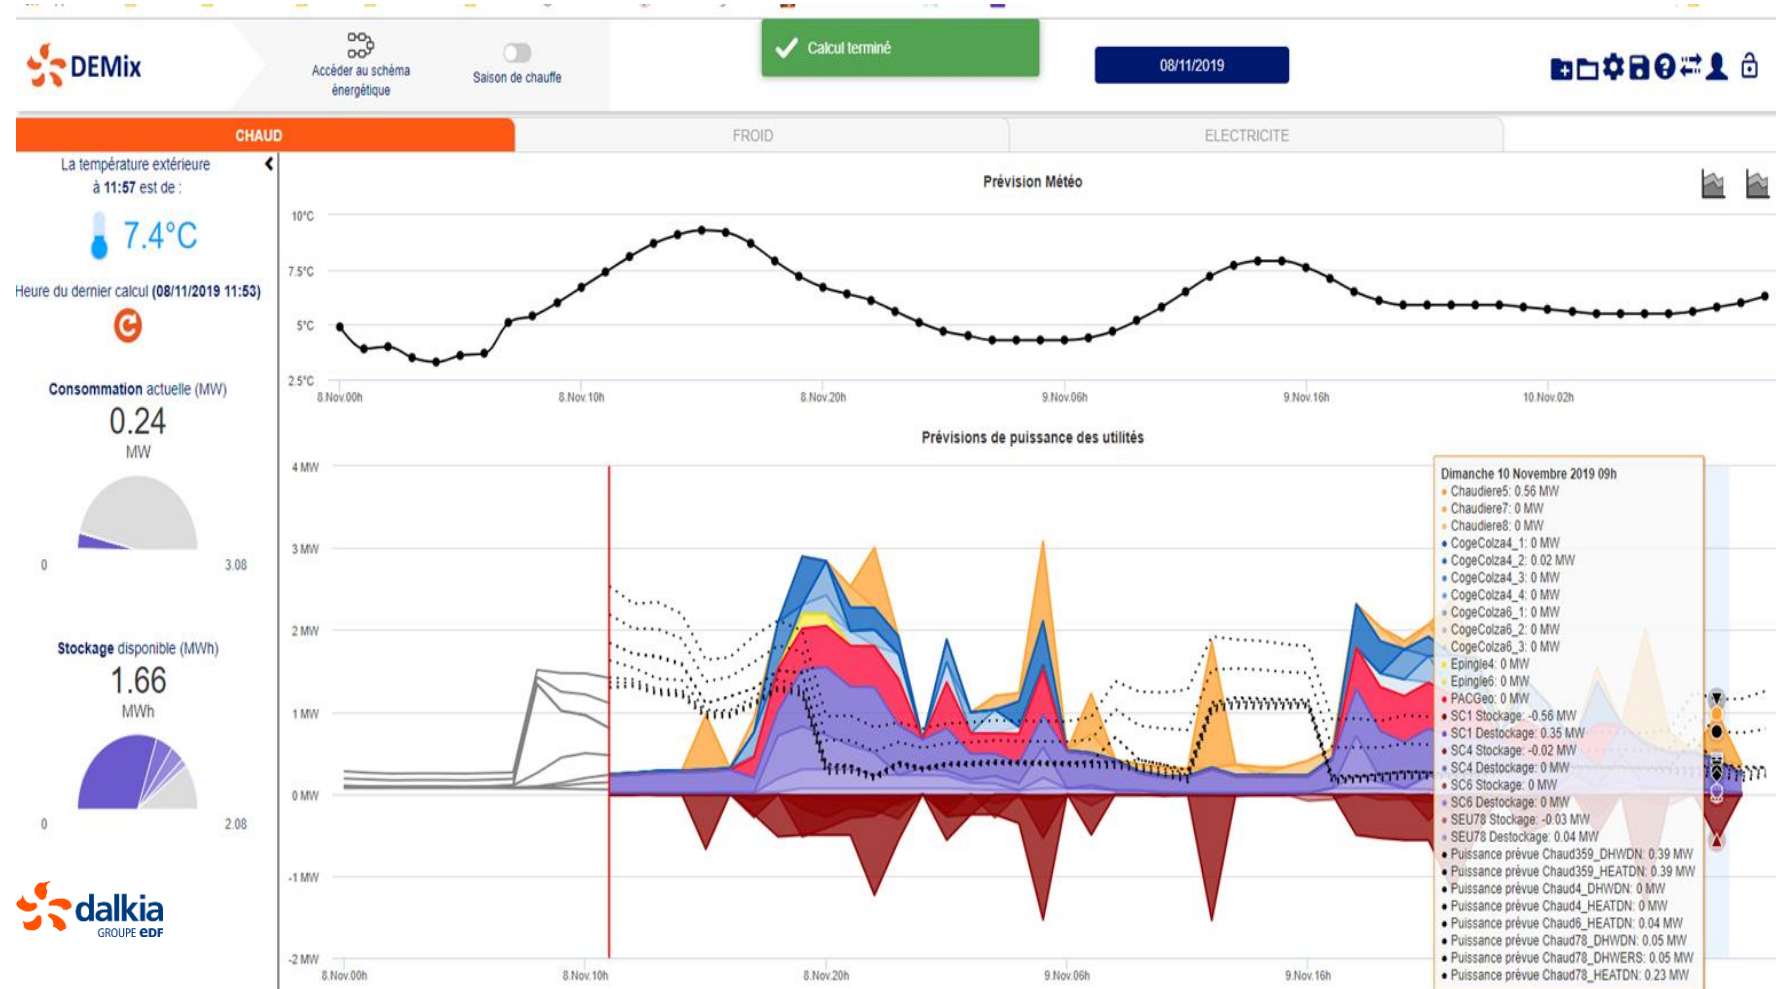 DEMix
Accèder au schéma
énergétique
Saison de chauffe
Calcul terminé
08/11/2019
CHAUD
FROID
ELECTRICITE
La température extérieure
à 11:57 est de :
7.4°C
Heure du dernier calcul (08/11/2019 11:53)
Consommation actuelle (MW)
0.24
MW
0
3.08
Stockage disponible (MWh)
1.66
MWh
0
2.08
dalkia
GROUPE eDF
Prévision Météo
10°C
7.5°C
5°C
2.5°C
8.Nov.00h
8.Nov.10h
8.Nov.20h
9.Nov.06h
9.Nov.16h
10.Nov.02h
Prévisions de puissance des utilités
4 MW
3 MW
2 MW
1 MW
0 MW
-1 MW
-2 MW
8.Nov.00h
8.Nov.10h
8.Nov.20h
9.Nov.06h
9.Nov.16h
Dimanche 10 Novembre 2019 09h
Chaudiere5: 0.56 MW
Chaudiere7: 0 MW
Chaudiere8: 0 MW
CogeColza4_1: 0 MW
CogeColza4_2: 0.02 MW
CogeColza4_3: 0 MW
CogeColza4_4: 0 MW
CogeColza6_1: 0 MW
CogeColza6_2: 0 MW
CogeColza6_3: 0 MW
Epingle4: 0 MW
Epingle6: 0 MW
PACGeo: 0 MW
SC1 Stockage: -0.56 MW
SC1 Destockage: 0.35 MW
SC4 Stockage: -0.02 MW
SC4 Destockage: 0 MW
SC6 Stockage: 0 MW
SC6 Destockage: 0 MW
SEU78 Stockage: -0.03 MW
SEU78 Destockage: 0.04 MW
Puissance prévue Chaud359_DHWDN: 0.39 MW
Puissance prévue Chaud359_HEATDN: 0.39 MW
Puissance prévue Chaud4_DHWDN: 0 MW
Puissance prévue Chaud4_HEATDN: 0 MW
Puissance prévue Chaud6_HEATDN: 0.04 MW
Puissance prévue Chaud78_DHWDN: 0.05 MW
Puissance prévue Chaud78_DHWERS: 0.05 MW
Puissance prévue Chaud78_HEATDN: 0.23 MW